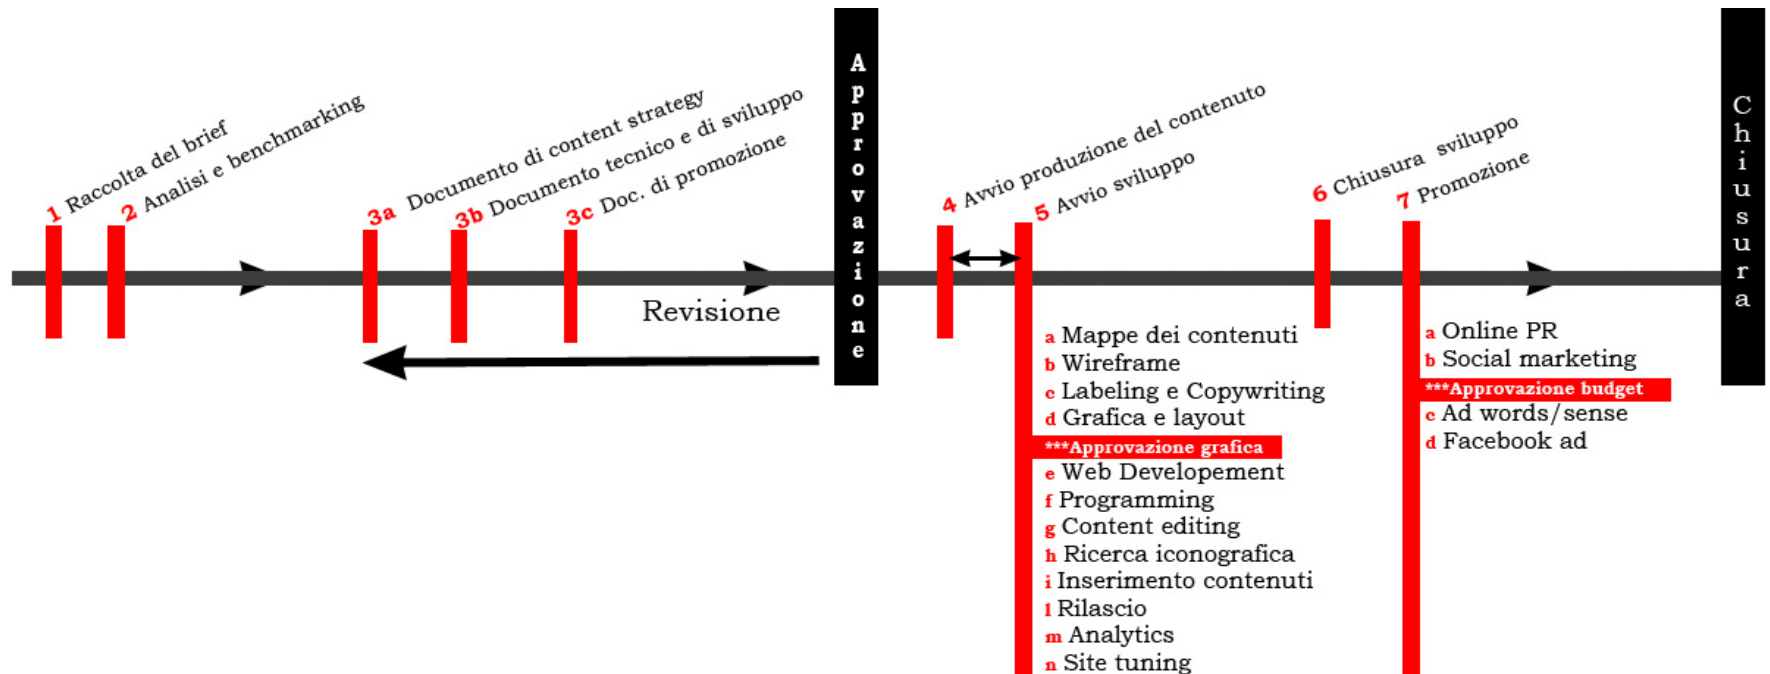 1 Raccolta del brief
2 Analisi e benchmarking
3a Documento di content strategy
3b Documento tecnico e di sviluppo
3c Doc. di promozione
Revisione
Approvazione
4 Avvio produzione del contenuto
5 Avvio sviluppo
a Mappe dei contenuti
b Wireframe
c Labeling e Copywriting
d Grafica e layout
***Approvazione grafica
e Web Developement
f Programming
g Content editing
h Ricerca iconografica
i Inserimento contenuti
l Rilascio
m Analytics
n Site tuning
6 Chiusura sviluppo
7 Promozione
a Online PR
b Social marketing
***Approvazione budget
c Ad words/sense
d Facebook ad
Chiusura